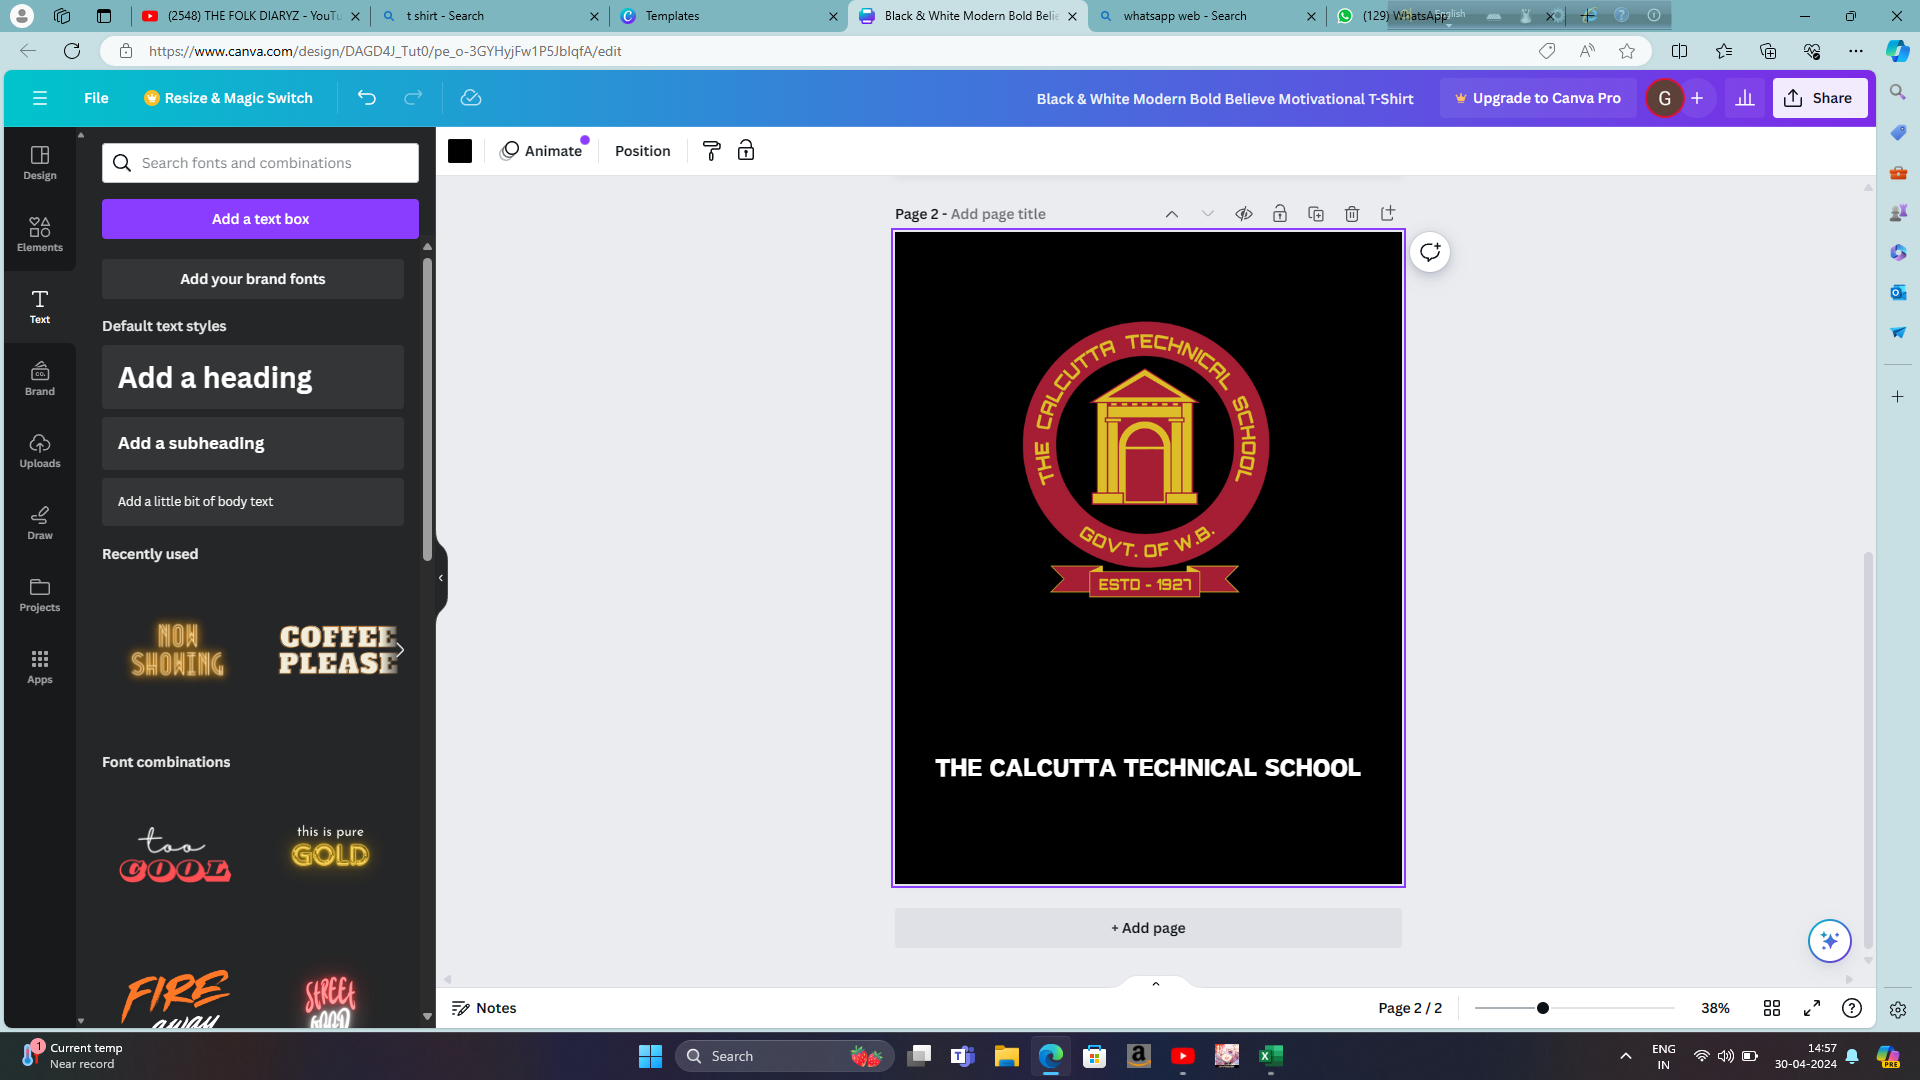 (2548) THE FOLK DIARYZ - YouTu
t shirt - Search
Templates
Black & White Modern Bold Belie
whatsapp web - Search
(129) WhatsApp
English
https://www.canva.com/design/DAGD4J_Tut0/pe_o-3GYHyjFw1P5JbIqfA/edit
File
Resize & Magic Switch
Black & White Modern Bold Believe Motivational T-Shirt
Upgrade to Canva Pro
G
Share
Design
Elements
Text
Brand
Uploads
Draw
Projects
Apps
Search fonts and combinations
Add a text box
Add your brand fonts
Default text styles
Add a heading
Add a subheading
Add a little bit of body text
Recently used
NOW
SHOWING
COFFEE
PLEASE
Font combinations
too
COOL
this is pure
GOLD
FIRE
away
STREET
FOOD
Animate
Position
Page 2 - Add page title
THE CALCUTTA TECHNICAL SCHOOL
GOVT. OF W.B.
ESTD - 1927
THE CALCUTTA TECHNICAL SCHOOL
+ Add page
Notes
Page 2 / 2
38%
1
Current temp
Near record
Search
ENG
IN
14:57
30-04-2024